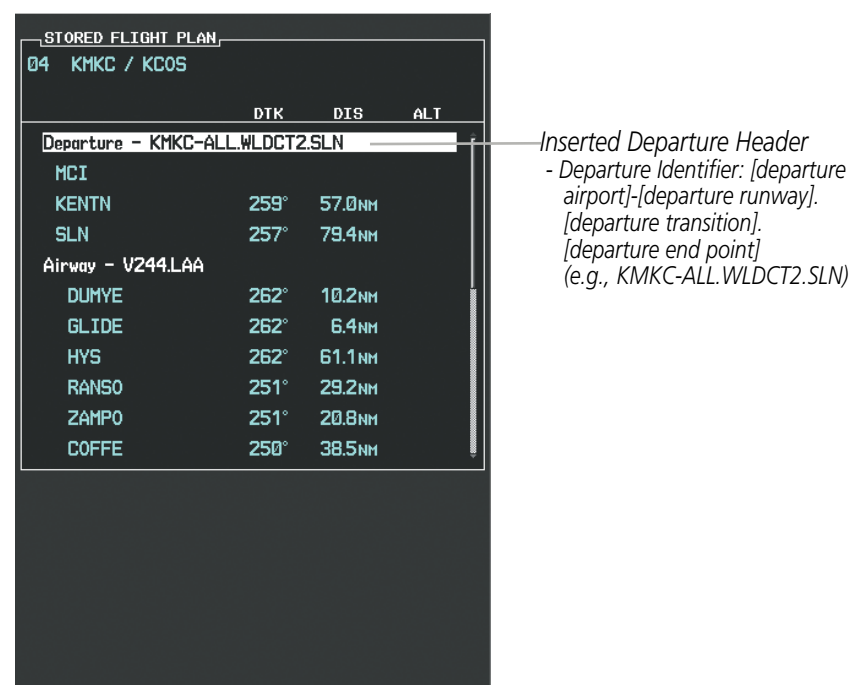 STORED FLIGHT PLAN
04 KMKC / KCOS
DTK DIS ALT
Departure – KMKC-ALL.WLDCT2.SLN
MCI
KENTN 259° 57.0NM
SLN 257° 79.4NM
Airway – V244.LAA
DUMYE 262° 10.2NM
GLIDE 262° 6.4NM
HYS 262° 61.1NM
RANSO 251° 29.2NM
ZAMPO 251° 20.8NM
COFFE 250° 38.5NM
Inserted Departure Header
- Departure Identifier: [departure
airport]-[departure runway].
[departure transition].
[departure end point]
(e.g., KMKC-ALL.WLDCT2.SLN)